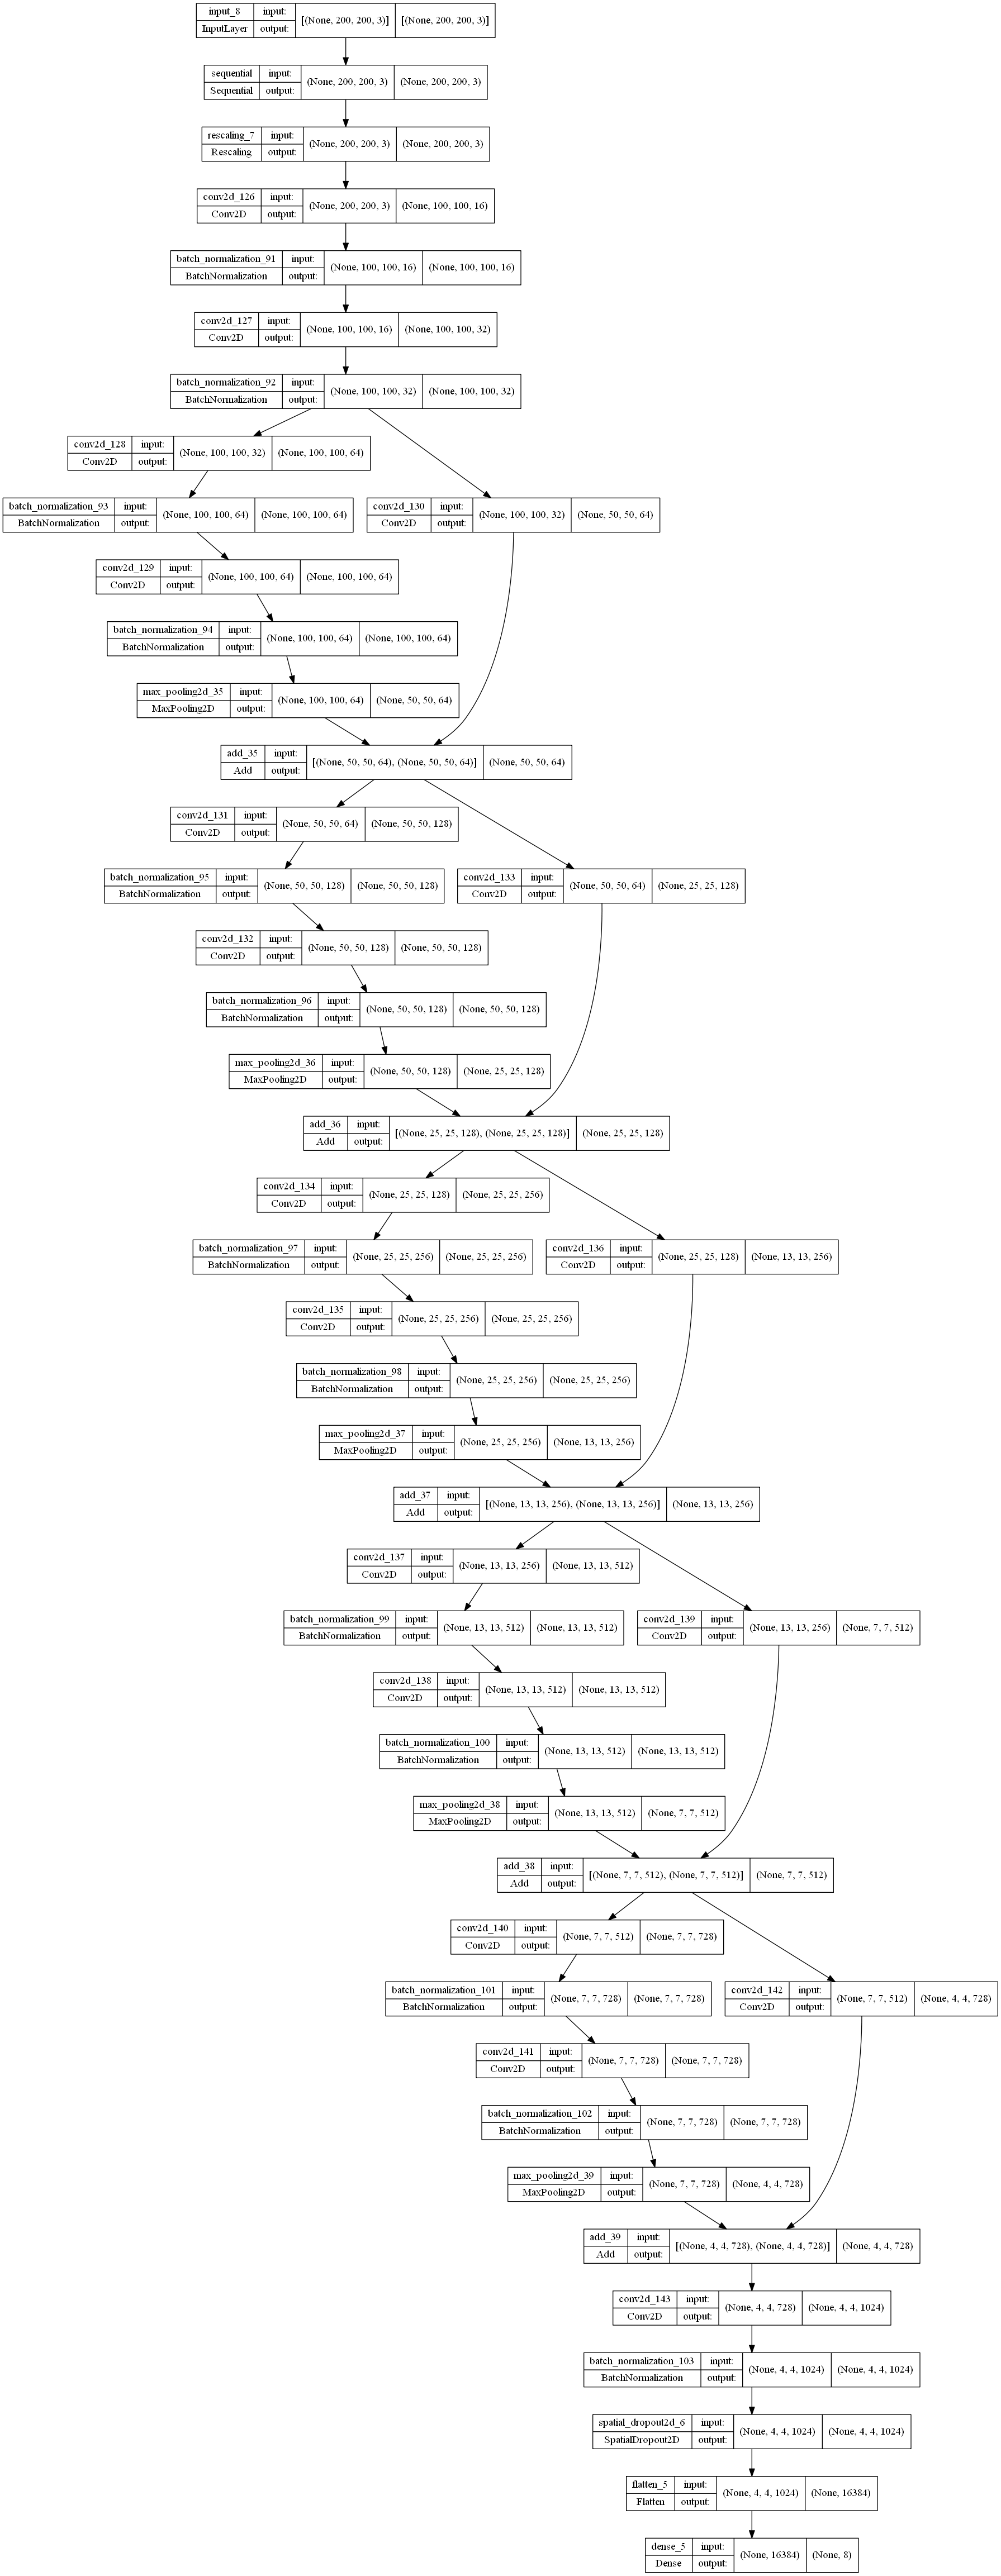 input_8 input: [(None, 200, 200, 3)] [(None, 200, 200, 3)]
InputLayer output:
sequential input: (None, 200, 200, 3) (None, 200, 200, 3)
Sequential output:
rescaling_7 input: (None, 200, 200, 3) (None, 200, 200, 3)
Rescaling output:
conv2d_126 input: (None, 200, 200, 3) (None, 100, 100, 16)
Conv2D output:
batch_normalization_91 input: (None, 100, 100, 16) (None, 100, 100, 16)
BatchNormalization output:
conv2d_127 input: (None, 100, 100, 16) (None, 100, 100, 32)
Conv2D output:
batch_normalization_92 input: (None, 100, 100, 32) (None, 100, 100, 32)
BatchNormalization output:
conv2d_128 input: (None, 100, 100, 32) (None, 100, 100, 64)
Conv2D output:
batch_normalization_93 input: (None, 100, 100, 64) (None, 100, 100, 64)
BatchNormalization output:
conv2d_130 input: (None, 100, 100, 32) (None, 50, 50, 64)
Conv2D output:
conv2d_129 input: (None, 100, 100, 64) (None, 100, 100, 64)
Conv2D output:
batch_normalization_94 input: (None, 100, 100, 64) (None, 100, 100, 64)
BatchNormalization output:
max_pooling2d_35 input: (None, 100, 100, 64) (None, 50, 50, 64)
MaxPooling2D output:
add_35 input: [(None, 50, 50, 64), (None, 50, 50, 64)] (None, 50, 50, 64)
Add output:
conv2d_131 input: (None, 50, 50, 64) (None, 50, 50, 128)
Conv2D output:
batch_normalization_95 input: (None, 50, 50, 128) (None, 50, 50, 128)
BatchNormalization output:
conv2d_133 input: (None, 50, 50, 64) (None, 25, 25, 128)
Conv2D output:
conv2d_132 input: (None, 50, 50, 128) (None, 50, 50, 128)
Conv2D output:
batch_normalization_96 input: (None, 50, 50, 128) (None, 50, 50, 128)
BatchNormalization output:
max_pooling2d_36 input: (None, 50, 50, 128) (None, 25, 25, 128)
MaxPooling2D output:
add_36 input: [(None, 25, 25, 128), (None, 25, 25, 128)] (None, 25, 25, 128)
Add output:
conv2d_134 input: (None, 25, 25, 128) (None, 25, 25, 256)
Conv2D output:
batch_normalization_97 input: (None, 25, 25, 256) (None, 25, 25, 256)
BatchNormalization output:
conv2d_136 input: (None, 25, 25, 128) (None, 13, 13, 256)
Conv2D output:
conv2d_135 input: (None, 25, 25, 256) (None, 25, 25, 256)
Conv2D output:
batch_normalization_98 input: (None, 25, 25, 256) (None, 25, 25, 256)
BatchNormalization output:
max_pooling2d_37 input: (None, 25, 25, 256) (None, 13, 13, 256)
MaxPooling2D output:
add_37 input: [(None, 13, 13, 256), (None, 13, 13, 256)] (None, 13, 13, 256)
Add output:
conv2d_137 input: (None, 13, 13, 256) (None, 13, 13, 512)
Conv2D output:
batch_normalization_99 input: (None, 13, 13, 512) (None, 13, 13, 512)
BatchNormalization output:
conv2d_139 input: (None, 13, 13, 256) (None, 7, 7, 512)
Conv2D output:
conv2d_138 input: (None, 13, 13, 512) (None, 13, 13, 512)
Conv2D output:
batch_normalization_100 input: (None, 13, 13, 512) (None, 13, 13, 512)
BatchNormalization output:
max_pooling2d_38 input: (None, 13, 13, 512) (None, 7, 7, 512)
MaxPooling2D output:
add_38 input: [(None, 7, 7, 512), (None, 7, 7, 512)] (None, 7, 7, 512)
Add output:
conv2d_140 input: (None, 7, 7, 512) (None, 7, 7, 728)
Conv2D output:
batch_normalization_101 input: (None, 7, 7, 728) (None, 7, 7, 728)
BatchNormalization output:
conv2d_142 input: (None, 7, 7, 512) (None, 4, 4, 728)
Conv2D output:
conv2d_141 input: (None, 7, 7, 728) (None, 7, 7, 728)
Conv2D output:
batch_normalization_102 input: (None, 7, 7, 728) (None, 7, 7, 728)
BatchNormalization output:
max_pooling2d_39 input: (None, 7, 7, 728) (None, 4, 4, 728)
MaxPooling2D output:
add_39 input: [(None, 4, 4, 728), (None, 4, 4, 728)] (None, 4, 4, 728)
Add output:
conv2d_143 input: (None, 4, 4, 728) (None, 4, 4, 1024)
Conv2D output:
batch_normalization_103 input: (None, 4, 4, 1024) (None, 4, 4, 1024)
BatchNormalization output:
spatial_dropout2d_6 input: (None, 4, 4, 1024) (None, 4, 4, 1024)
SpatialDropout2D output:
flatten_5 input: (None, 4, 4, 1024) (None, 16384)
Flatten output:
dense_5 input: (None, 16384) (None, 8)
Dense output: